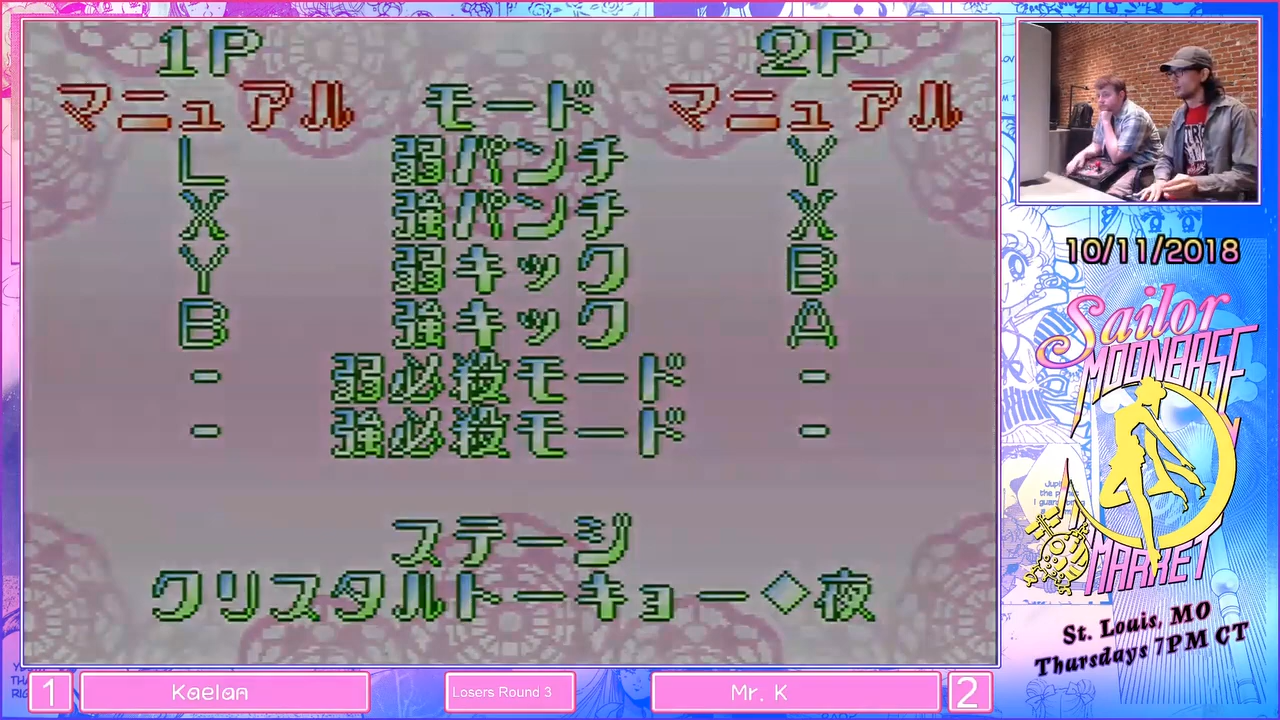 1P 2P
マニュアル モード マニュアル
L 弱パンチ Y
X 強パンチ X
Y 弱キック B
B 強キック A
- 弱必殺モード -
- 強必殺モード -
ステージ
クリスタルトーキョー◇夜
10/11/2018
Sailor
MOONBASE
MARKET
St. Louis, MO
Thursdays 7PM CT
1 Kaelan Losers Round 3 Mr. K 2